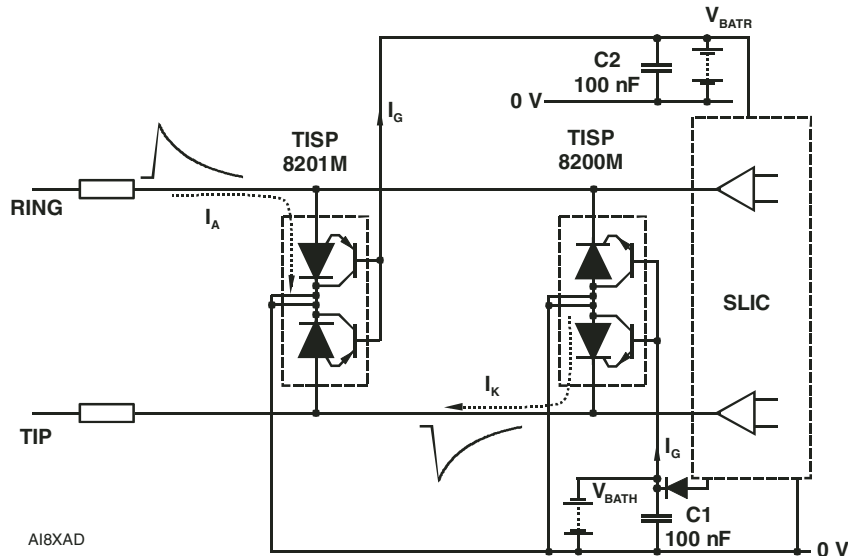 VBATR
C2
100 nF
0 V
IG
TISP
8201M
TISP
8200M
RING
IA
SLIC
IK
TIP
IG
VBATH
C1
100 nF
AI8XAD
0 V